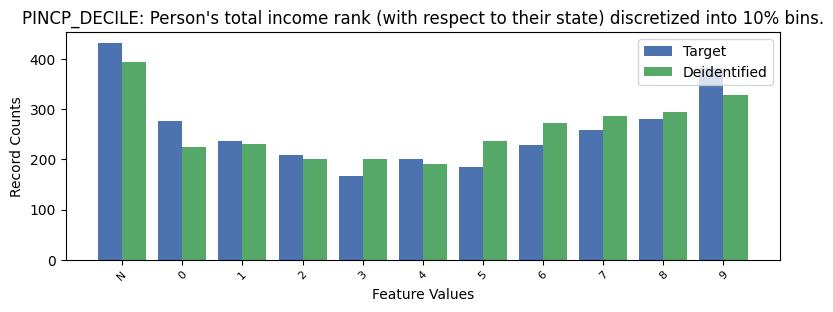 PINCP_DECILE: Person's total income rank (with respect to their state) discretized into 10% bins.
Target
Deidentified
Record Counts
400
300
200
100
0
N 0 1 2 3 4 5 6 7 8 9
Feature Values